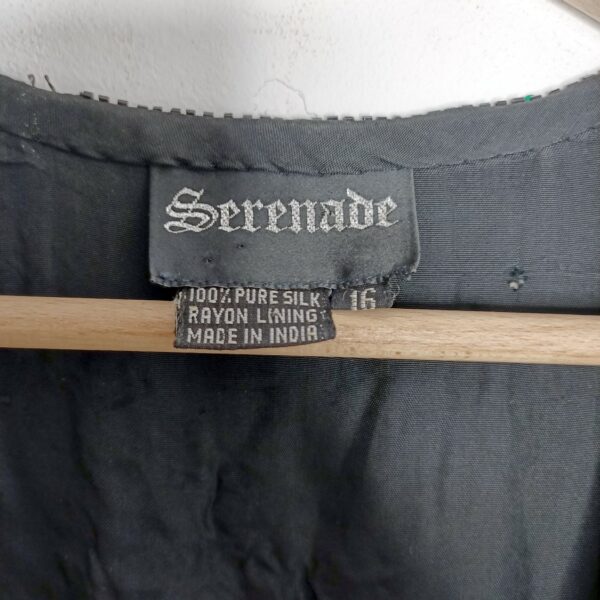 Serenade
100% PURE SILK
RAYON LINING
MADE IN INDIA
16